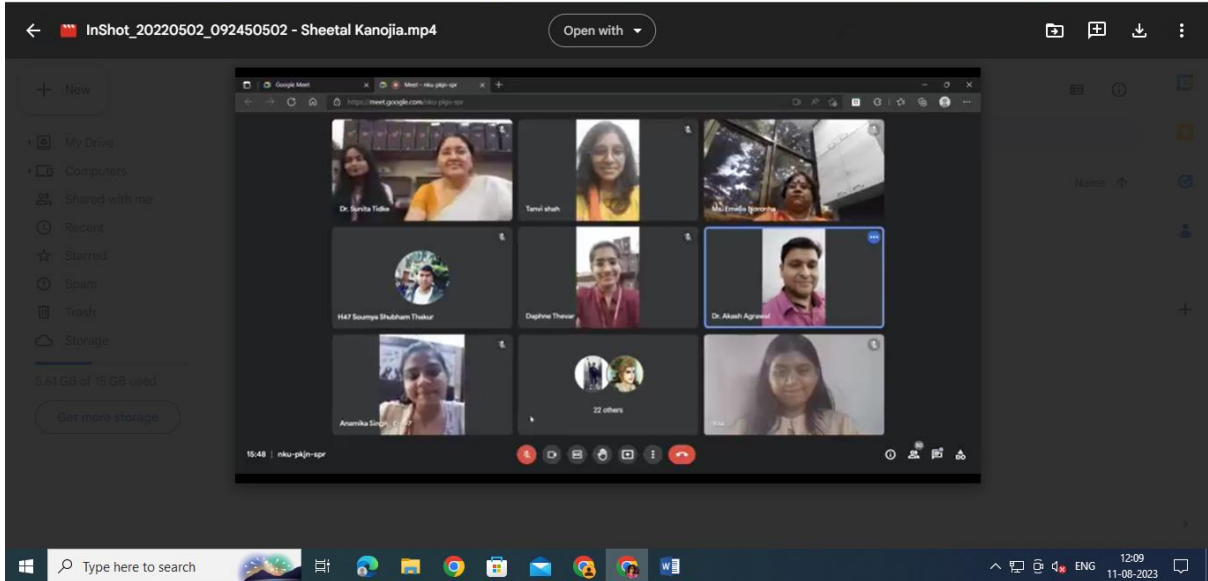 InShot_20220502_092450502 - Sheetal Kanojia.mp4
Open with
New
My Drive
Computers
Shared with me
Recent
Starred
Spam
Trash
Storage
5.61 GB of 15 GB used
Get more storage
Name
Google Meet
Meet - nku-pkjn-spr
https://meet.google.com/nku-pkjn-spr
Dr. Sunita Tidke
Tanvi shah
Ms. Emelia Noronha
H47 Soumya Shubham Thakur
Daphne Thevar
Dr. Akash Agrawal
Anamika Singh
22 others
You
15:48 | nku-pkjn-spr
30
Type here to search
ENG
12:09
11-08-2023